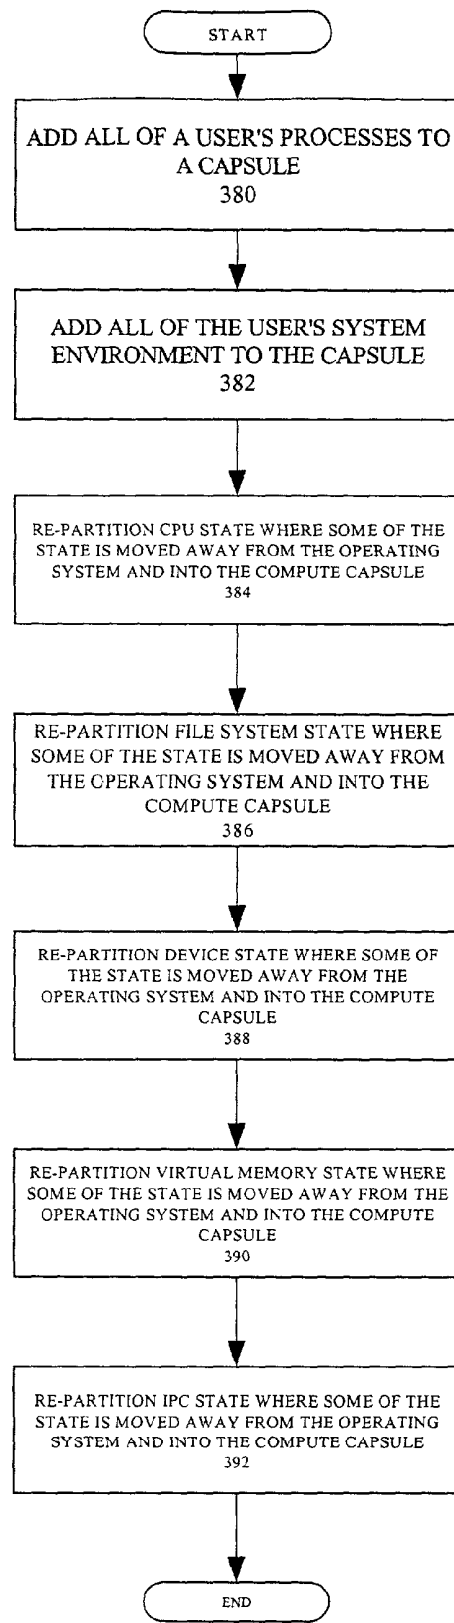 START
ADD ALL OF A USER'S PROCESSES TO
A CAPSULE
380
ADD ALL OF THE USER'S SYSTEM
ENVIRONMENT TO THE CAPSULE
382
RE-PARTITION CPU STATE WHERE SOME OF THE
STATE IS MOVED AWAY FROM THE OPERATING
SYSTEM AND INTO THE COMPUTE CAPSULE
384
RE-PARTITION FILE SYSTEM STATE WHERE
SOME OF THE STATE IS MOVED AWAY FROM
THE OPERATING SYSTEM AND INTO THE
COMPUTE CAPSULE
386
RE-PARTITION DEVICE STATE WHERE SOME OF
THE STATE IS MOVED AWAY FROM THE
OPERATING SYSTEM AND INTO THE COMPUTE
CAPSULE
388
RE-PARTITION VIRTUAL MEMORY STATE WHERE
SOME OF THE STATE IS MOVED AWAY FROM THE
OPERATING SYSTEM AND INTO THE COMPUTE
CAPSULE
390
RE-PARTITION IPC STATE WHERE SOME OF THE
STATE IS MOVED AWAY FROM THE OPERATING
SYSTEM AND INTO THE COMPUTE CAPSULE
392
END